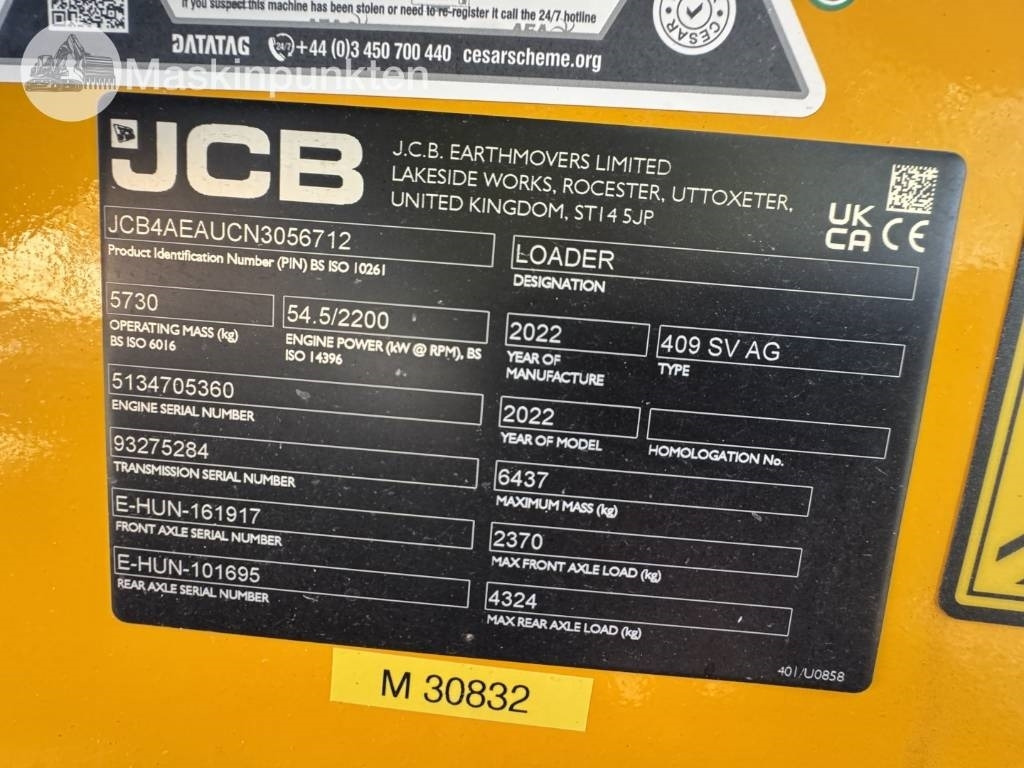 If you suspect this machine has been stolen or need to re-register it call the 24/7 hotline
DATATAG 24/7 +44 (0)3 450 700 440 cesarscheme.org
CESAR
Maskinpunkten
JCB
J.C.B. EARTHMOVERS LIMITED
LAKESIDE WORKS, ROCESTER, UTTOXETER,
UNITED KINGDOM, ST14 5JP
UK
CA CE
JCB4AEAUCN3056712
Product Identification Number (PIN) BS ISO 10261
LOADER
DESIGNATION
5730
OPERATING MASS (kg)
BS ISO 6016
54.5/2200
ENGINE POWER (kW @ RPM), BS
ISO 14396
2022
YEAR OF
MANUFACTURE
409 SV AG
TYPE
5134705360
ENGINE SERIAL NUMBER
2022
YEAR OF MODEL
HOMOLOGATION No.
93275284
TRANSMISSION SERIAL NUMBER
6437
MAXIMUM MASS (kg)
E-HUN-161917
FRONT AXLE SERIAL NUMBER
2370
MAX FRONT AXLE LOAD (kg)
E-HUN-101695
REAR AXLE SERIAL NUMBER
4324
MAX REAR AXLE LOAD (kg)
401/U0858
M 30832